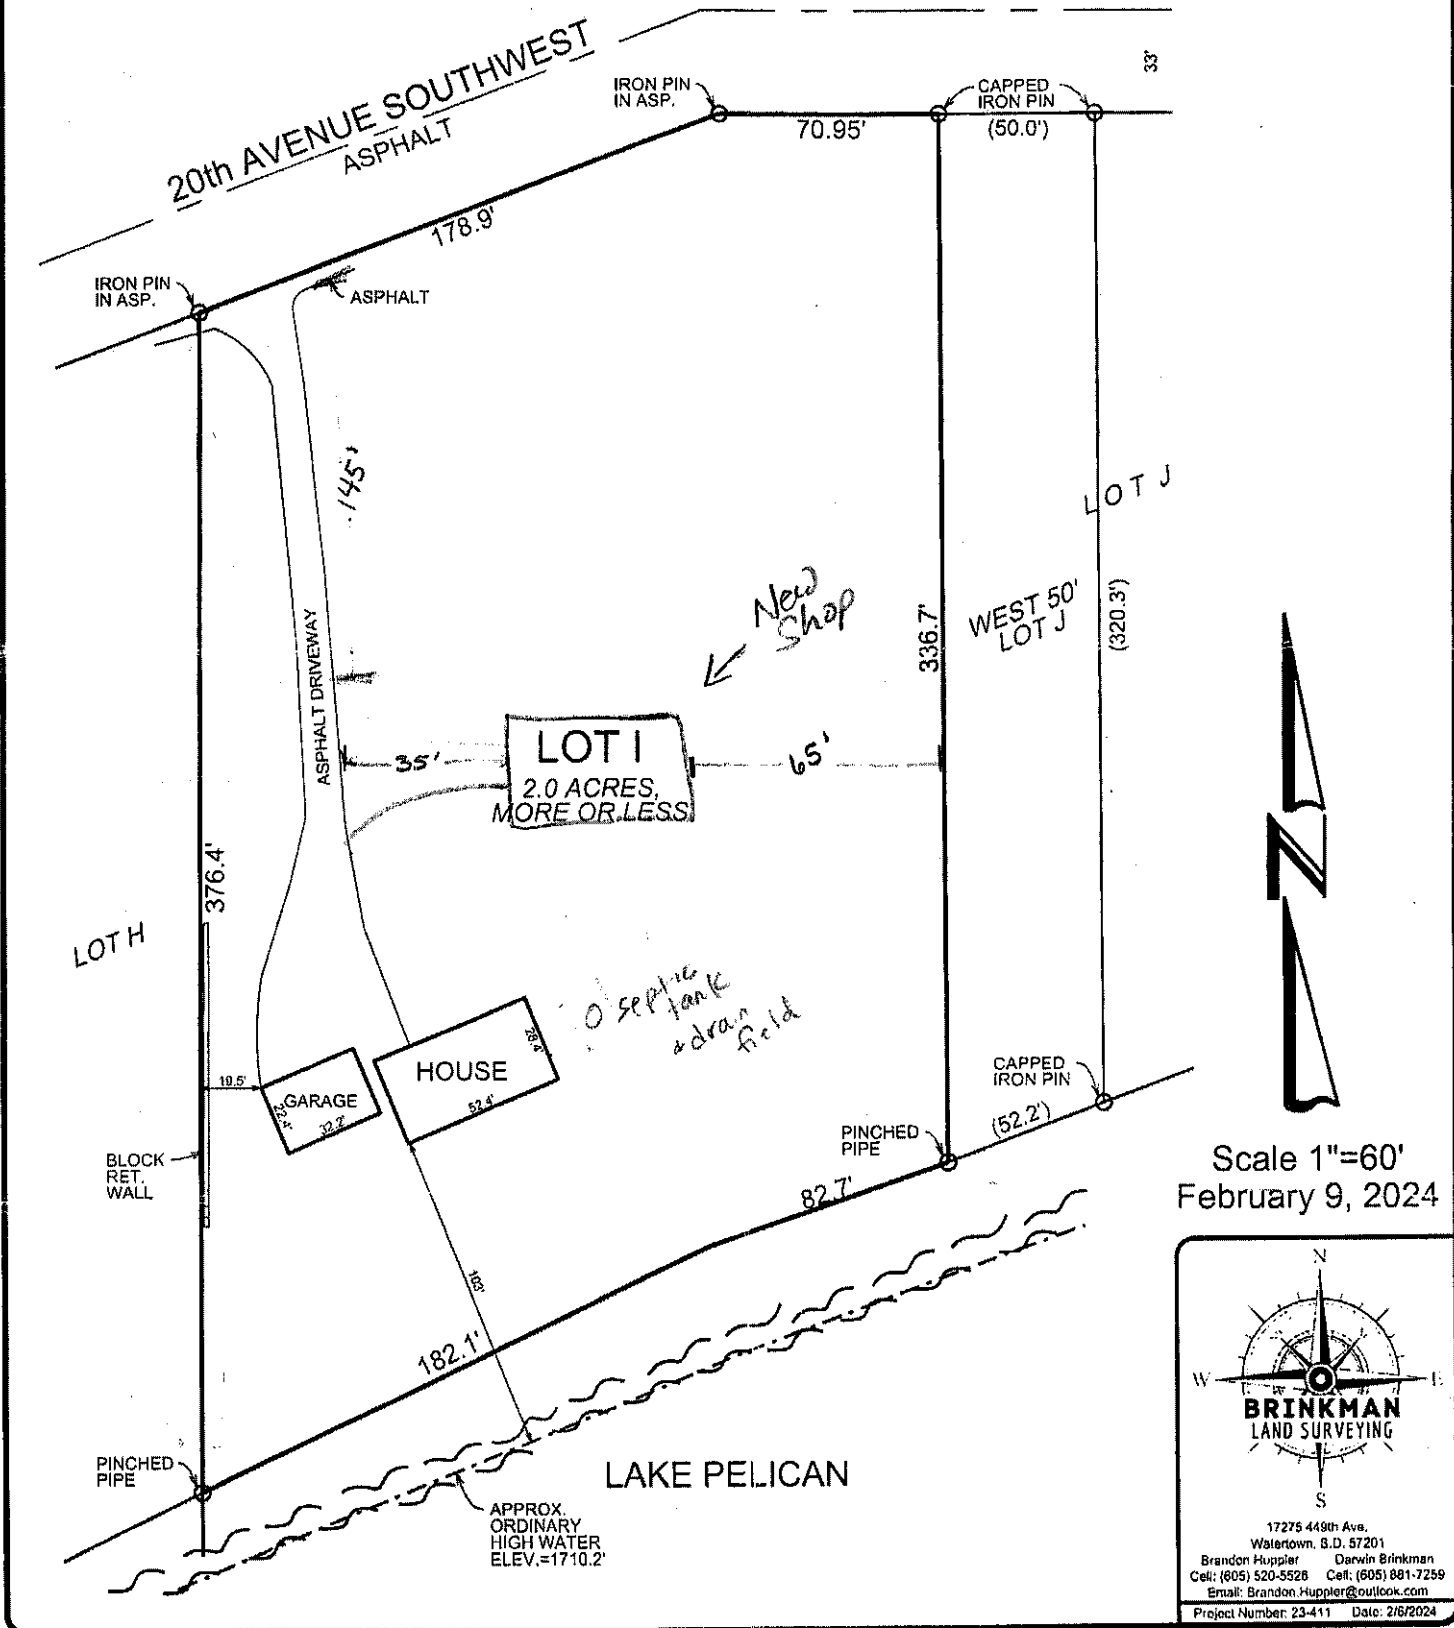 33'
20th AVENUE SOUTHWEST
ASPHALT
IRON PIN
IN ASP.
CAPPED
IRON PIN
70.95'
(50.0')
178.9'
IRON PIN
IN ASP.
ASPHALT
145'
LOT J
New
Shop
WEST 50'
LOT J
336.7'
(320.3')
ASPHALT DRIVEWAY
35'
LOT I
2.0 ACRES,
MORE OR LESS
65'
376.4'
LOT H
O septic
tank
& drain
field
HOUSE
28.4'
52.4'
19.5'
GARAGE
22.4'
32.2'
CAPPED
IRON PIN
(52.2')
PINCHED
PIPE
BLOCK
RET.
WALL
82.7'
103'
182.1'
PINCHED
PIPE
LAKE PELICAN
APPROX.
ORDINARY
HIGH WATER
ELEV.=1710.2'
N
Scale 1"=60'
February 9, 2024
N
W
E
BRINKMAN
LAND SURVEYING
S
17275 449th Ave.
Watertown, S.D. 57201
Brandon Huppler Darwin Brinkman
Cell: (605) 520-5526 Cell: (605) 881-7259
Email: Brandon.Huppler@outlook.com
Project Number: 23-411 Date: 2/6/2024